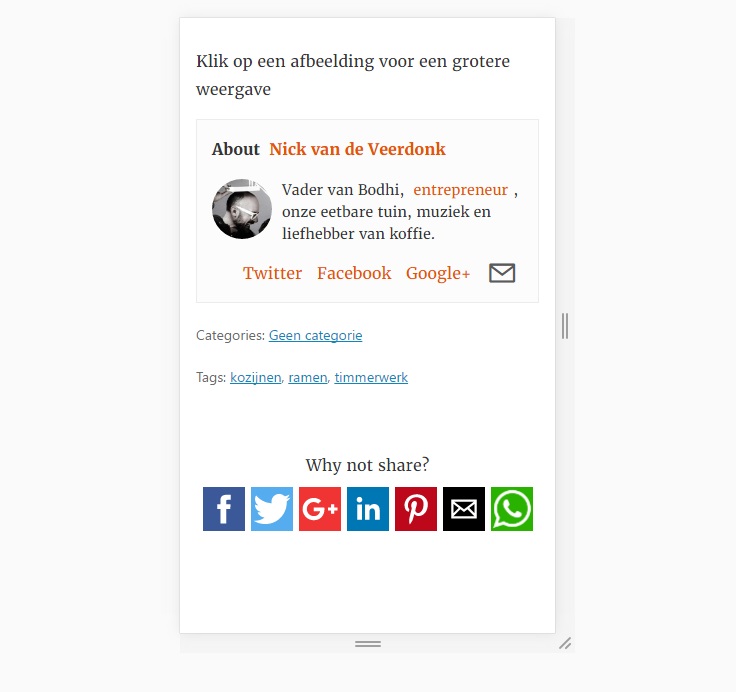 Klik op een afbeelding voor een grotere
weergave
About Nick van de Veerdonk
Vader van Bodhi, entrepreneur ,
onze eetbare tuin, muziek en
liefhebber van koffie.
Twitter Facebook Google+
Categories: Geen categorie
Tags: kozijnen, ramen, timmerwerk
Why not share?
f G+ in